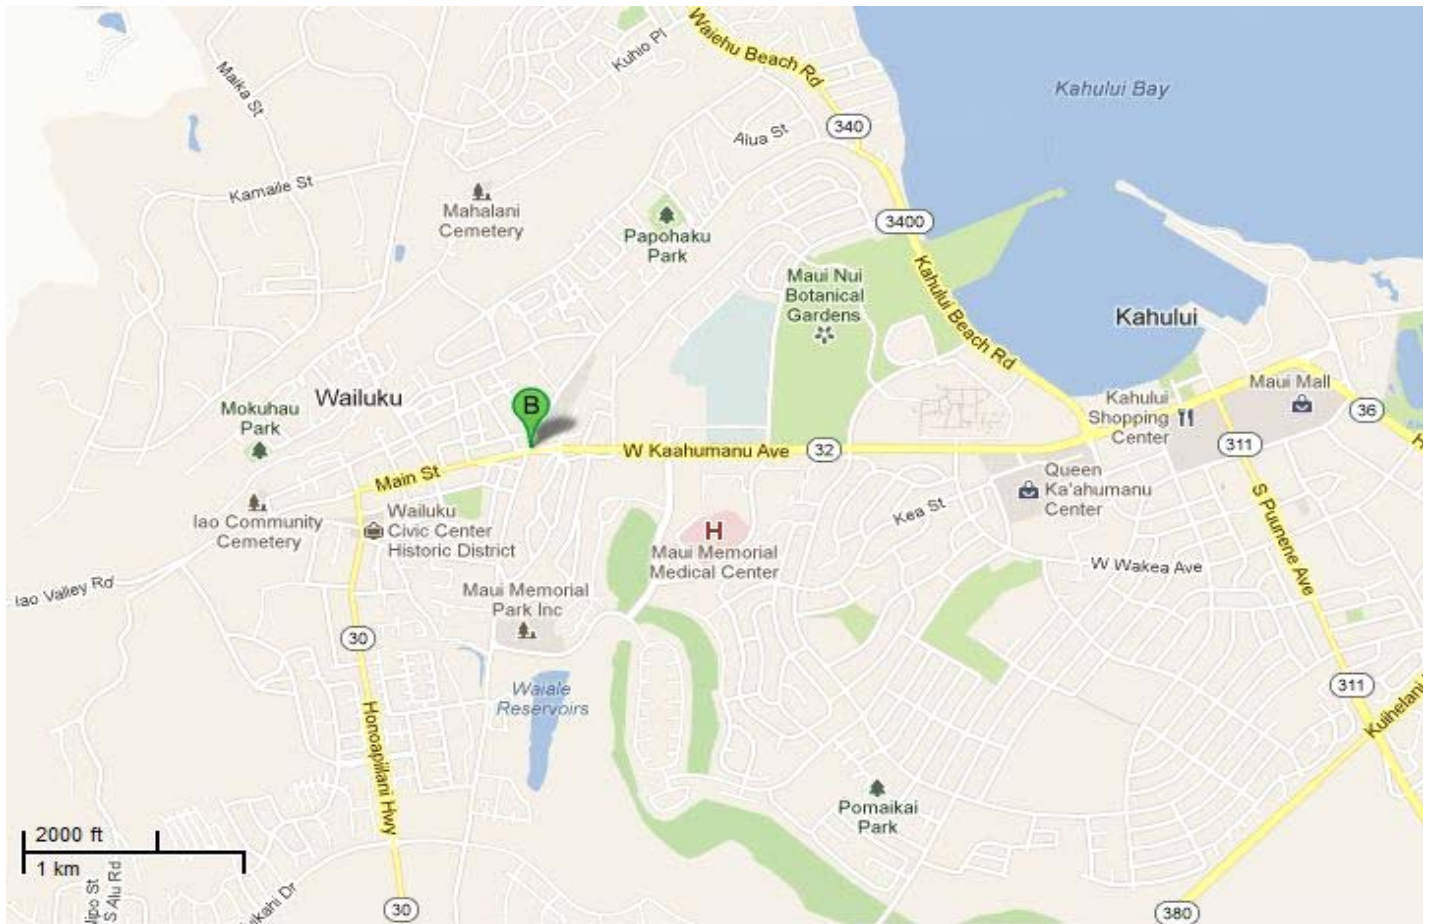 Waiehu Beach Rd
Kuhio Pl
Maika St
Kahului Bay
340
Alua St
Kamaile St
Mahalani
Cemetery
3400
Papohaku
Park
Maui Nui
Botanical
Gardens
Kahului Beach Rd
Kahului
Wailuku
Mokuhau
Park
B
Maui Mall
Kahului
Shopping
Center
36
311
W Kaahumanu Ave
32
Main St
Queen
Ka'ahumanu
Center
Iao Community
Cemetery
Wailuku
Civic Center
Historic District
Kea St
S Puunene Ave
H
Maui Memorial
Medical Center
W Wakea Ave
Iao Valley Rd
Maui Memorial
Park Inc
30
Waiale
Reservoirs
311
Honoapiilani Hwy
Kuihelani
Pomaikai
Park
2000 ft
1 km
S Alu Rd
30
380